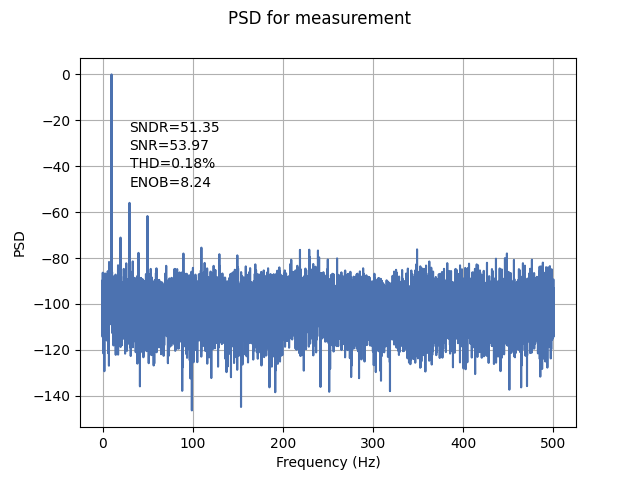 PSD for measurement
0
−20
−40
−60
−80
−100
−120
−140
PSD
SNDR=51.35
SNR=53.97
THD=0.18%
ENOB=8.24
0
100
200
300
400
500
Frequency (Hz)